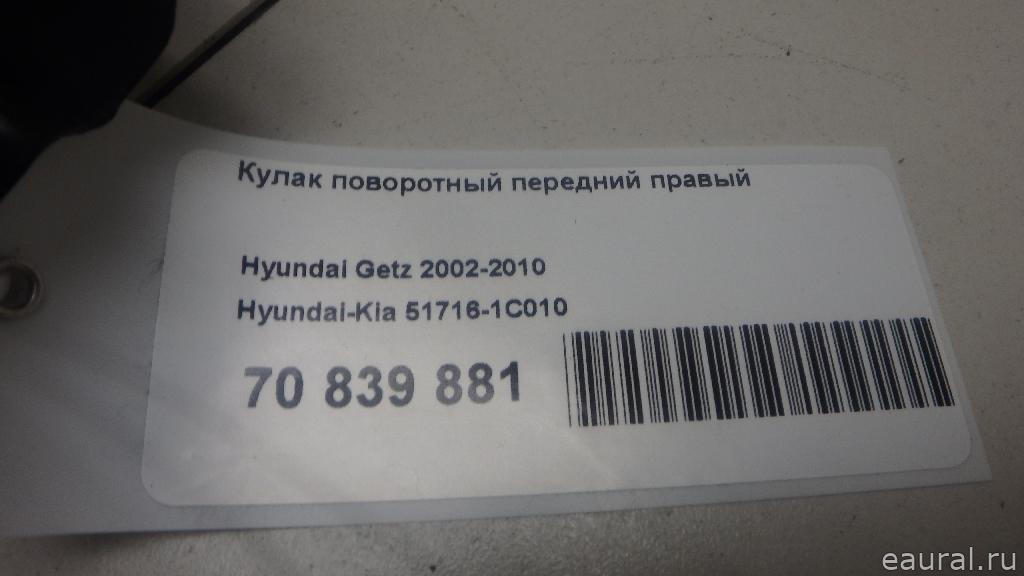 Кулак поворотный передний правый
Hyundai Getz 2002-2010
Hyundai-Kia 51716-1C010
70 839 881
eaural.ru